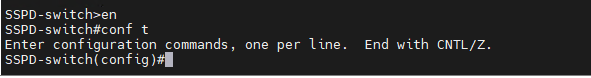 SSPD-switch>en
SSPD-switch#conf t
Enter configuration commands, one per line.  End with CNTL/Z.
SSPD-switch(config)#